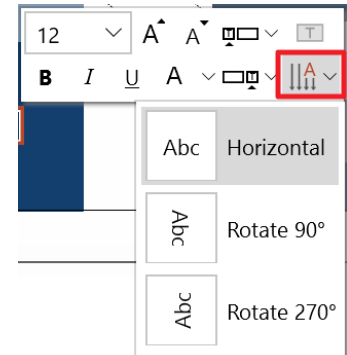 12 A A T T
B I U A T A
Abc Horizontal
Abc Rotate 90°
Abc Rotate 270°